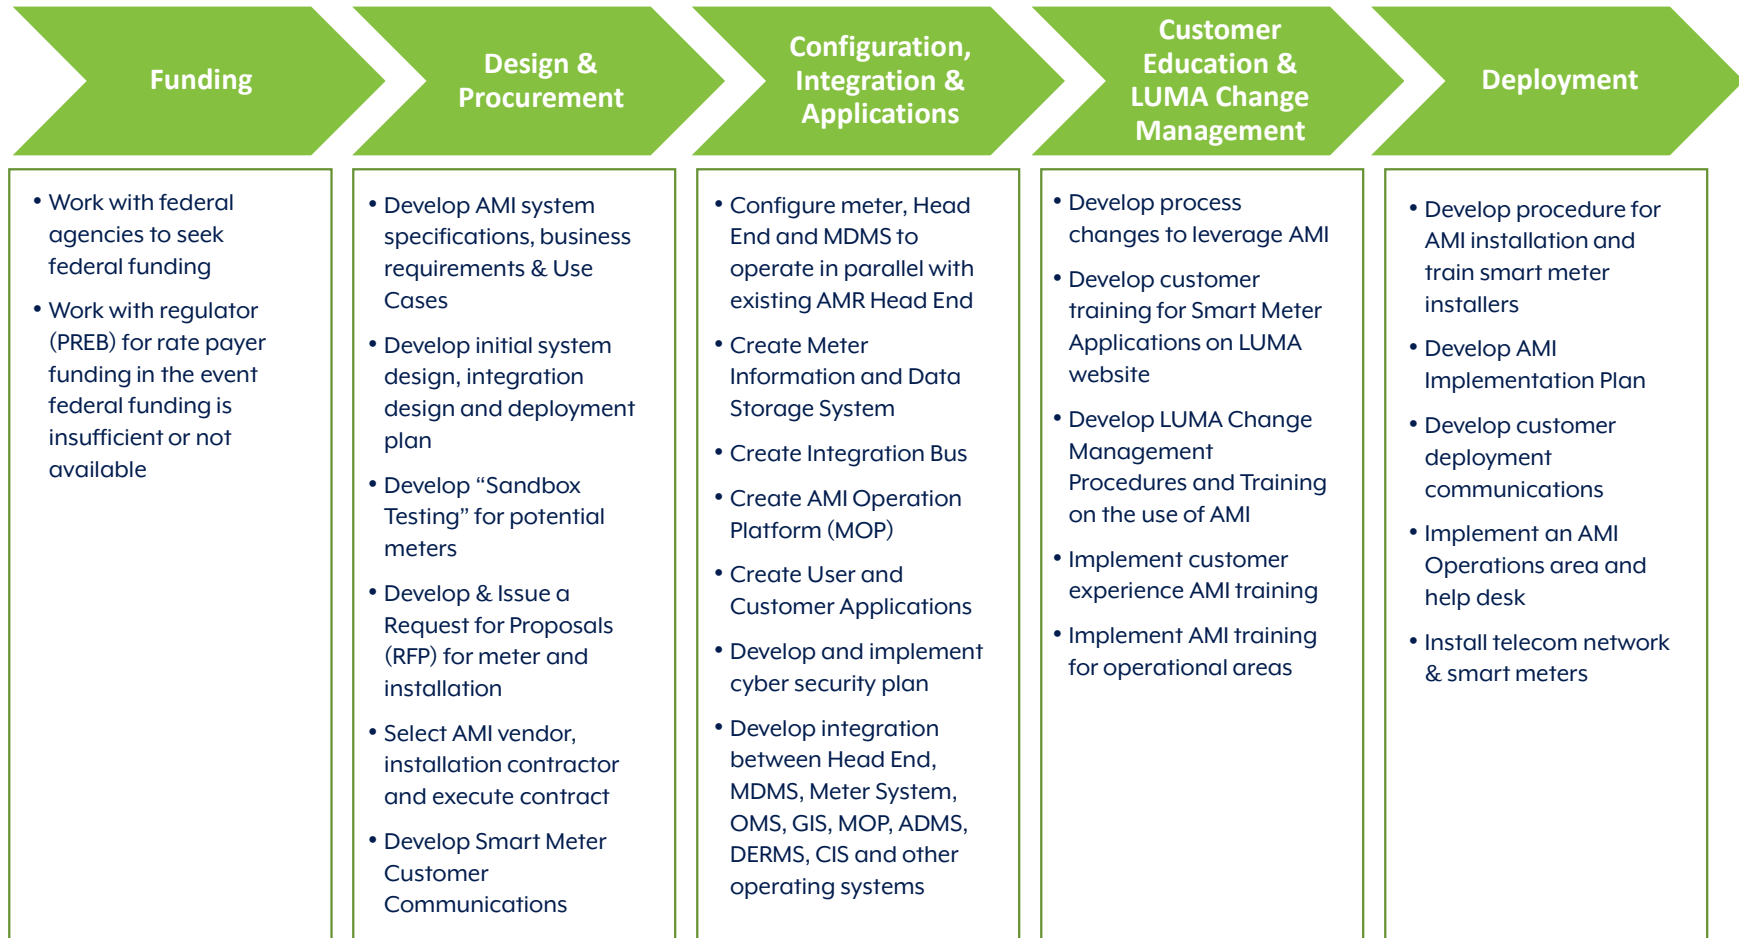 Funding
Design &
Procurement
Configuration,
Integration &
Applications
Customer
Education &
LUMA Change
Management
Deployment
• Work with federal
agencies to seek
federal funding
• Work with regulator
(PREB) for rate payer
funding in the event
federal funding is
insufficient or not
available
• Develop AMI system
specifications, business
requirements & Use
Cases
• Develop initial system
design, integration
design and deployment
plan
• Develop “Sandbox
Testing” for potential
meters
• Develop & Issue a
Request for Proposals
(RFP) for meter and
installation
• Select AMI vendor,
installation contractor
and execute contract
• Develop Smart Meter
Customer
Communications
• Configure meter, Head
End and MDMS to
operate in parallel with
existing AMR Head End
• Create Meter
Information and Data
Storage System
• Create Integration Bus
• Create AMI Operation
Platform (MOP)
• Create User and
Customer Applications
• Develop and implement
cyber security plan
• Develop integration
between Head End,
MDMS, Meter System,
OMS, GIS, MOP, ADMS,
DERMS, CIS and other
operating systems
• Develop process
changes to leverage AMI
• Develop customer
training for Smart Meter
Applications on LUMA
website
• Develop LUMA Change
Management
Procedures and Training
on the use of AMI
• Implement customer
experience AMI training
• Implement AMI training
for operational areas
• Develop procedure for
AMI installation and
train smart meter
installers
• Develop AMI
Implementation Plan
• Develop customer
deployment
communications
• Implement an AMI
Operations area and
help desk
• Install telecom network
& smart meters